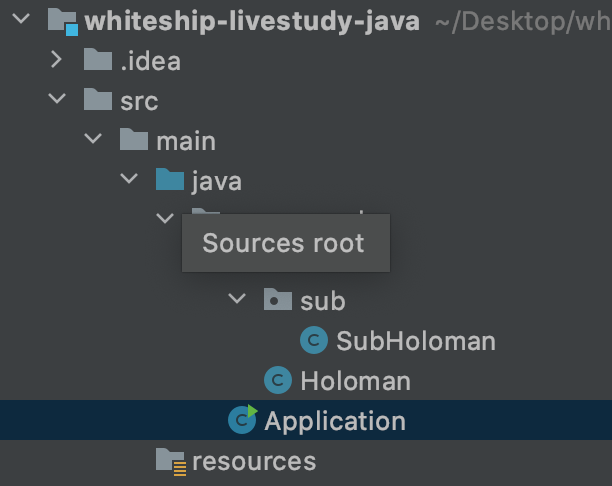 whiteship-livestudy-java ~/Desktop/wh
.idea
src
main
java
Sources root
sub
SubHoloman
Holoman
Application
resources